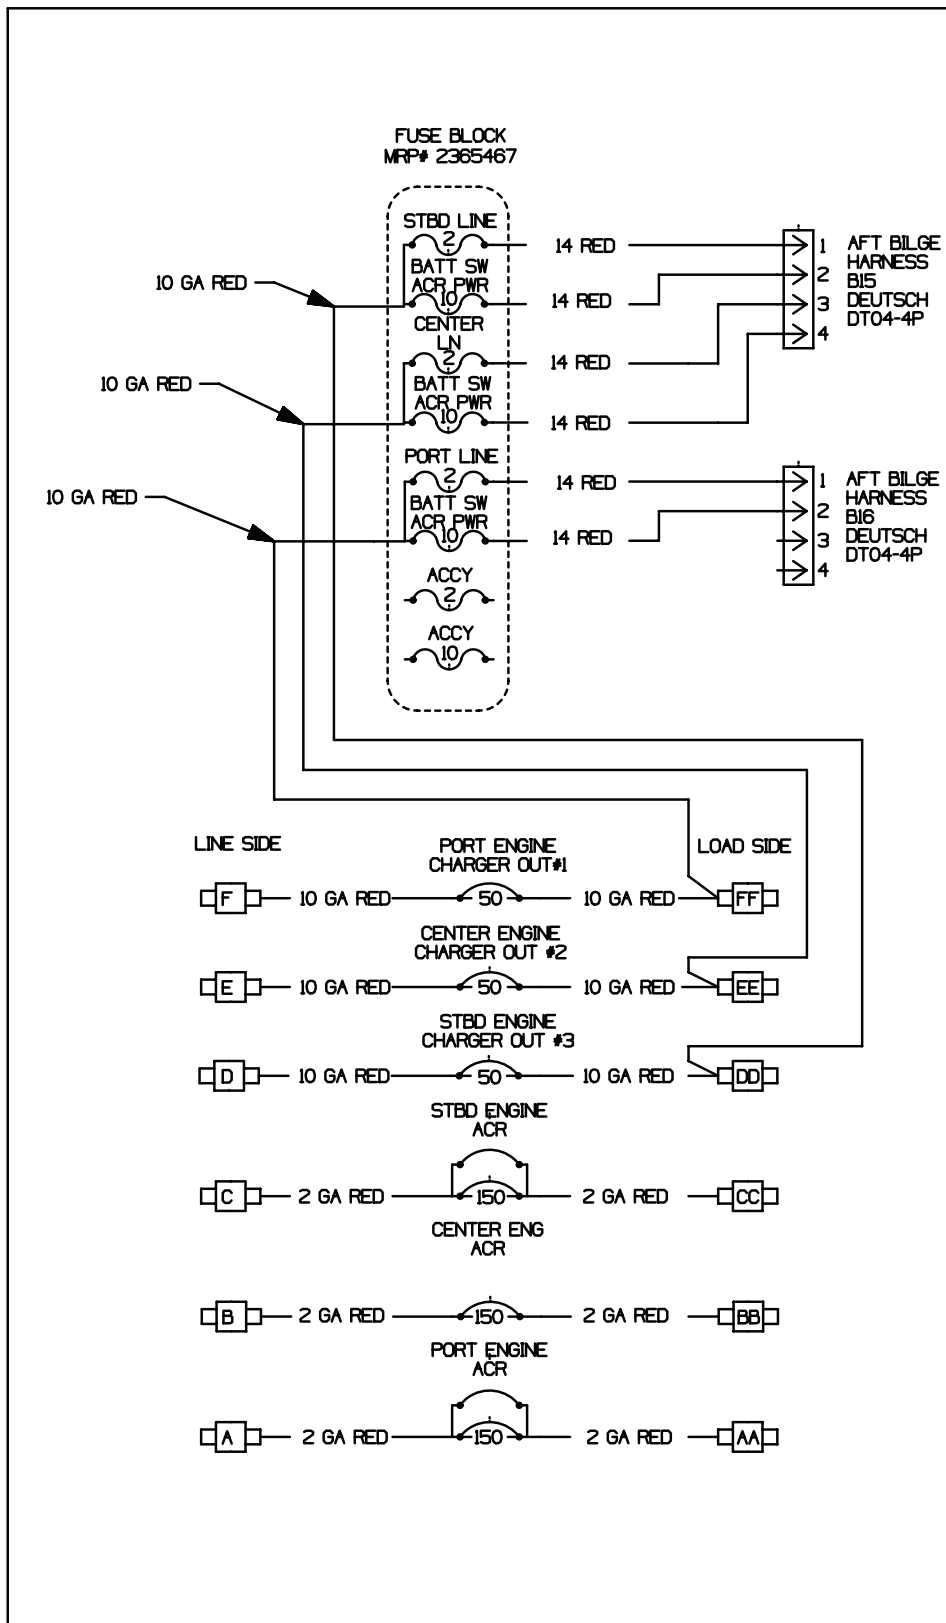 FUSE BLOCK
MRP# 2365467
STBD LINE
2
14 RED
10 GA RED
BATT SW
ACR PWR
10
14 RED
1
2
3
4
AFT BILGE
HARNESS
B15
DEUTSCH
DT04-4P
CENTER
LN
2
14 RED
10 GA RED
BATT SW
ACR PWR
10
14 RED
PORT LINE
2
14 RED
10 GA RED
BATT SW
ACR PWR
10
14 RED
1
2
3
4
AFT BILGE
HARNESS
B16
DEUTSCH
DT04-4P
ACCY
2
ACCY
10
LINE SIDE
LOAD SIDE
PORT ENGINE
CHARGER OUT#1
F 10 GA RED 50 10 GA RED FF
CENTER ENGINE
CHARGER OUT #2
E 10 GA RED 50 10 GA RED EE
STBD ENGINE
CHARGER OUT #3
D 10 GA RED 50 10 GA RED DD
STBD ENGINE
ACR
C 2 GA RED 150 2 GA RED CC
CENTER ENG
ACR
B 2 GA RED 150 2 GA RED BB
PORT ENGINE
ACR
A 2 GA RED 150 2 GA RED AA